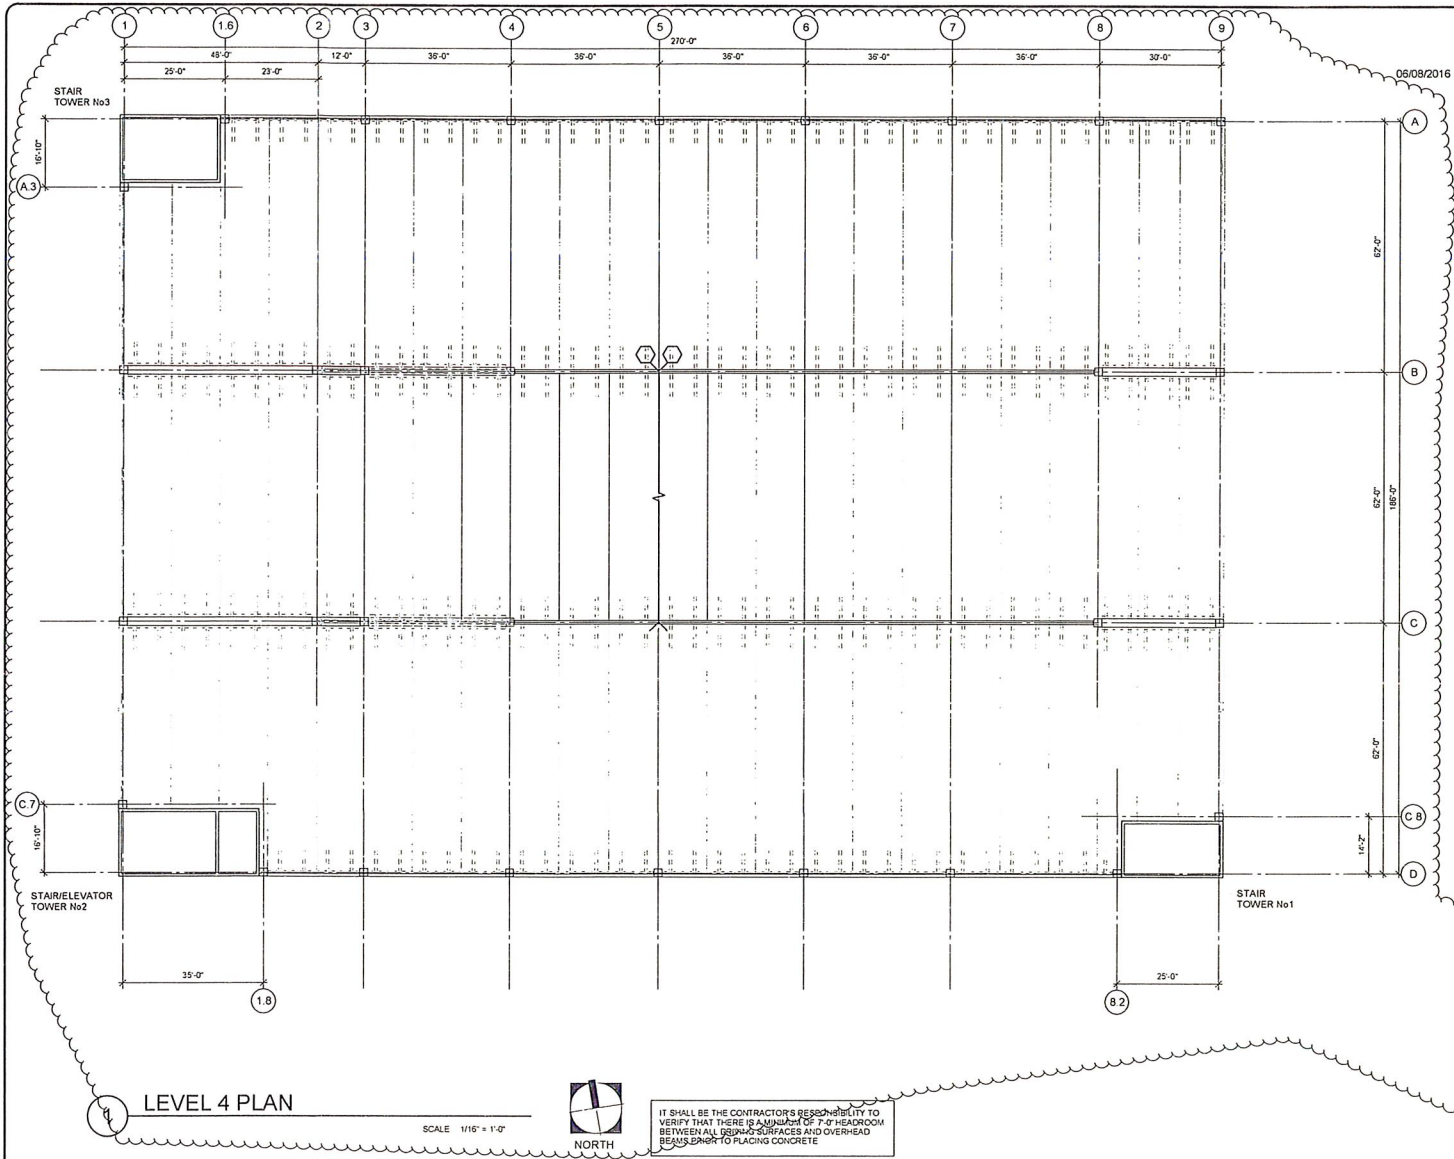 1
1.6
2
3
4
5
6
7
8
9
270'-0"
48'-0"
12'-0"
36'-0"
36'-0"
36'-0"
36'-0"
36'-0"
30'-0"
25'-0"
23'-0"
06/08/2016
STAIR
TOWER No3
A
16'-10"
A.3
62'-0"
B
62'-0"
186'-0"
C
62'-0"
C.7
C.8
16'-10"
14'-2"
D
STAIR/ELEVATOR
TOWER No2
STAIR
TOWER No1
35'-0"
25'-0"
1.8
8.2
LEVEL 4 PLAN
SCALE 1/16" = 1'-0"
NORTH
IT SHALL BE THE CONTRACTOR'S RESPONSIBILITY TO
VERIFY THAT THERE IS A MINIMUM OF 7'-0" HEADROOM
BETWEEN ALL DRIVING SURFACES AND OVERHEAD
BEAMS PRIOR TO PLACING CONCRETE